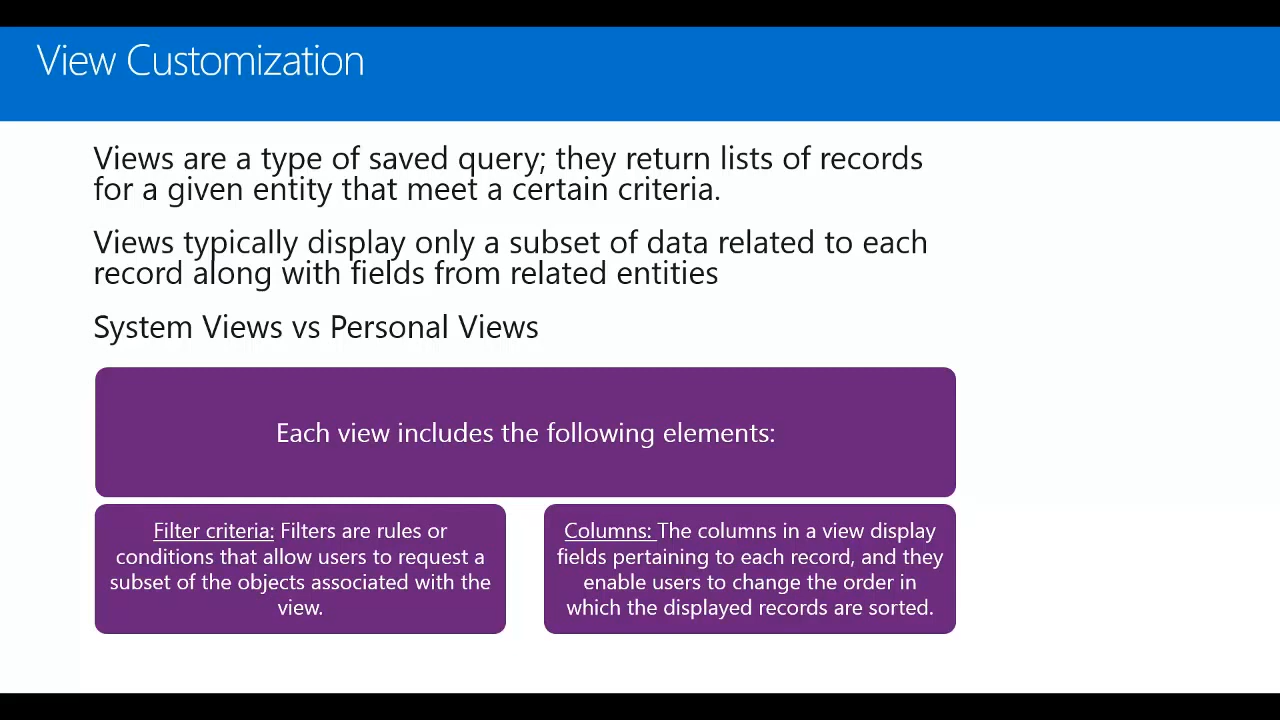 View Customization
Views are a type of saved query; they return lists of records
for a given entity that meet a certain criteria.
Views typically display only a subset of data related to each
record along with fields from related entities
System Views vs Personal Views
Each view includes the following elements:
Filter criteria: Filters are rules or
conditions that allow users to request a
subset of the objects associated with the
view.
Columns: The columns in a view display
fields pertaining to each record, and they
enable users to change the order in
which the displayed records are sorted.